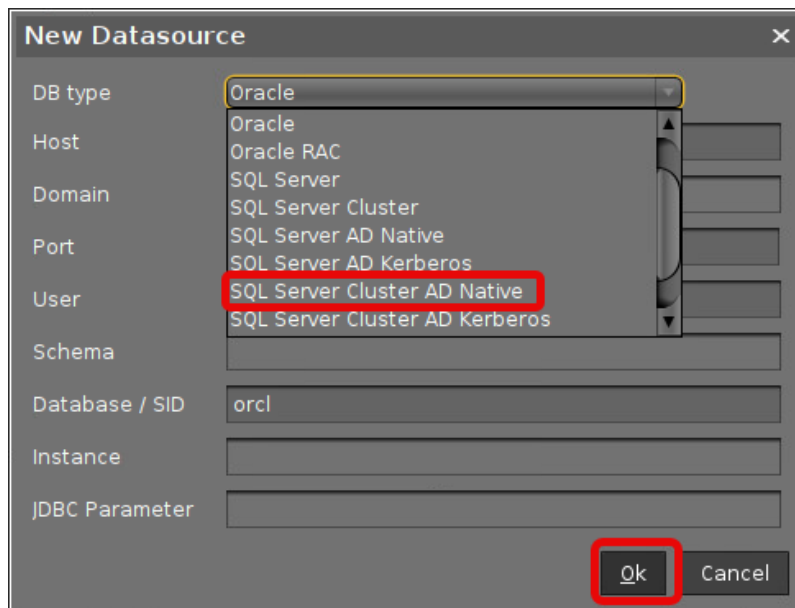 New Datasource ×
DB type Oracle
Oracle
Host Oracle RAC
SQL Server
Domain SQL Server Cluster
SQL Server AD Native
Port SQL Server AD Kerberos
User SQL Server Cluster AD Native
SQL Server Cluster AD Kerberos
Schema
Database / SID orcl
Instance
JDBC Parameter
Ok Cancel